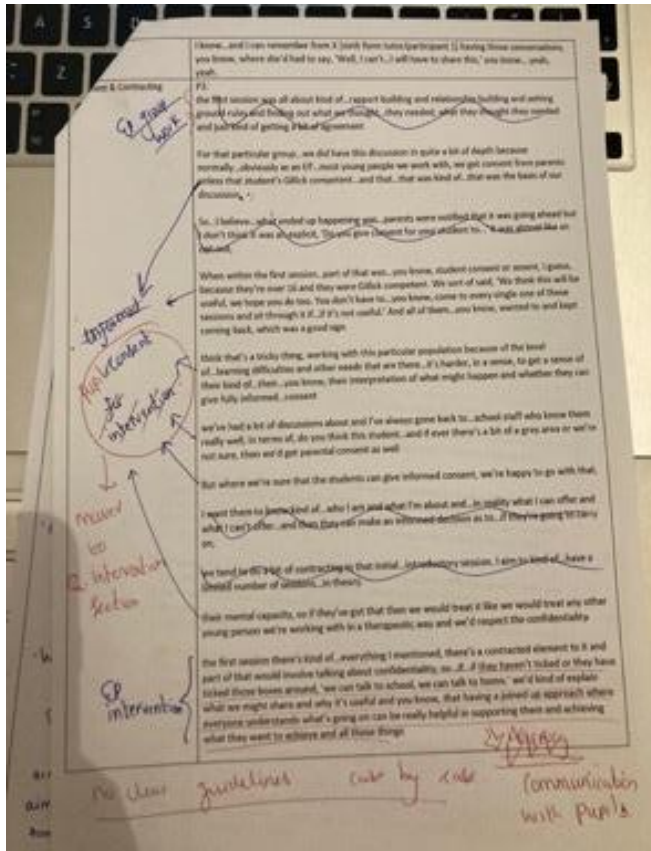 I know...and I can remember from X [sixth form tutor/participant 1] having those conversations,
you know, where she'd had to say, 'Well, I can't...I will have to share this,' you know... yeah,
yeah.
& Contracting
P3:
the first session was all about kind of...rapport building and relationship building and setting
ground rules and finding out what we thought, they needed, what they thought they needed
and just kind of getting a bit of agreement
EP group
work
For that particular group...we did have this discussion in quite a bit of depth because
normally...obviously as an EP...most young people we work with, we get consent from parents
unless that student's Gillick competent...and that...that was kind of...that was the basis of our
discussion
So...I believe...what ended up happening was...parents were notified that it was going ahead but
I don't think it was an explicit, 'Do you give consent for your student to...' It was almost like an
opt out
When within the first session...part of that was...you know, student consent or assent, I guess,
because they're over 16 and they were Gillick competent. We sort of said, 'We think this will be
useful, we hope you do too. You don't have to...you know, come to every single one of these
sessions and sit through it if...if it's not useful.' And all of them...you know, wanted to and kept
coming back, which was a good sign
informed
Pupil consent
for
intervention
think that's a tricky thing, working with this particular population because of the level
of...learning difficulties and other needs that are there...it's harder, in a sense, to get a sense of
their kind of...their...you know, their interpretation of what might happen and whether they can
give fully informed...consent
we've had a lot of discussions about and I've always gone back to...school staff who know them
really well, in terms of, do you think this student...and if ever there's a bit of a grey area or we're
not sure, then we'd get parental consent as well
But where we're sure that the students can give informed consent, we're happy to go with that,
moved
to
intervention
section
I want them to know kind of...who I am and what I'm about and...in reality what I can offer and
what I can't offer...and then they can make an informed decision as to...if they're going to carry
on,
we tend to do a bit of contracting in that initial...introductory session. I aim to kind of...have a
limited number of sessions...in theory
their mental capacity, so if they've got that then we would treat it like we would treat any other
young person we're working with in a therapeutic way and we'd respect the confidentiality
EP
intervention
the first session there's kind of...everything I mentioned, there's a contracted element to it and
part of that would involve talking about confidentiality, so...if...if they haven't ticked or they have
ticked those boxes around, 'we can talk to school, we can talk to home,' we'd kind of explain
what we might share and why it's useful and you know, that having a joined up approach where
everyone understands what's going on can be really helpful in supporting them and achieving
what they want to achieve and all those things
no clear guidelines case by case
communication
with pupils